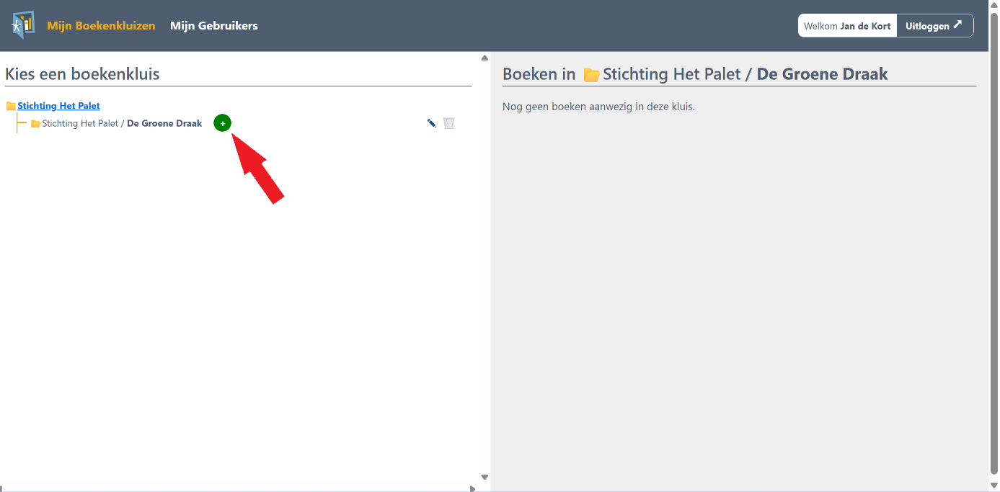 Mijn Boekenkluizen Mijn Gebruikers Welkom Jan de Kort Uitloggen
Kies een boekenkluis
Stichting Het Palet
Stichting Het Palet / De Groene Draak +
Boeken in Stichting Het Palet / De Groene Draak
Nog geen boeken aanwezig in deze kluis.